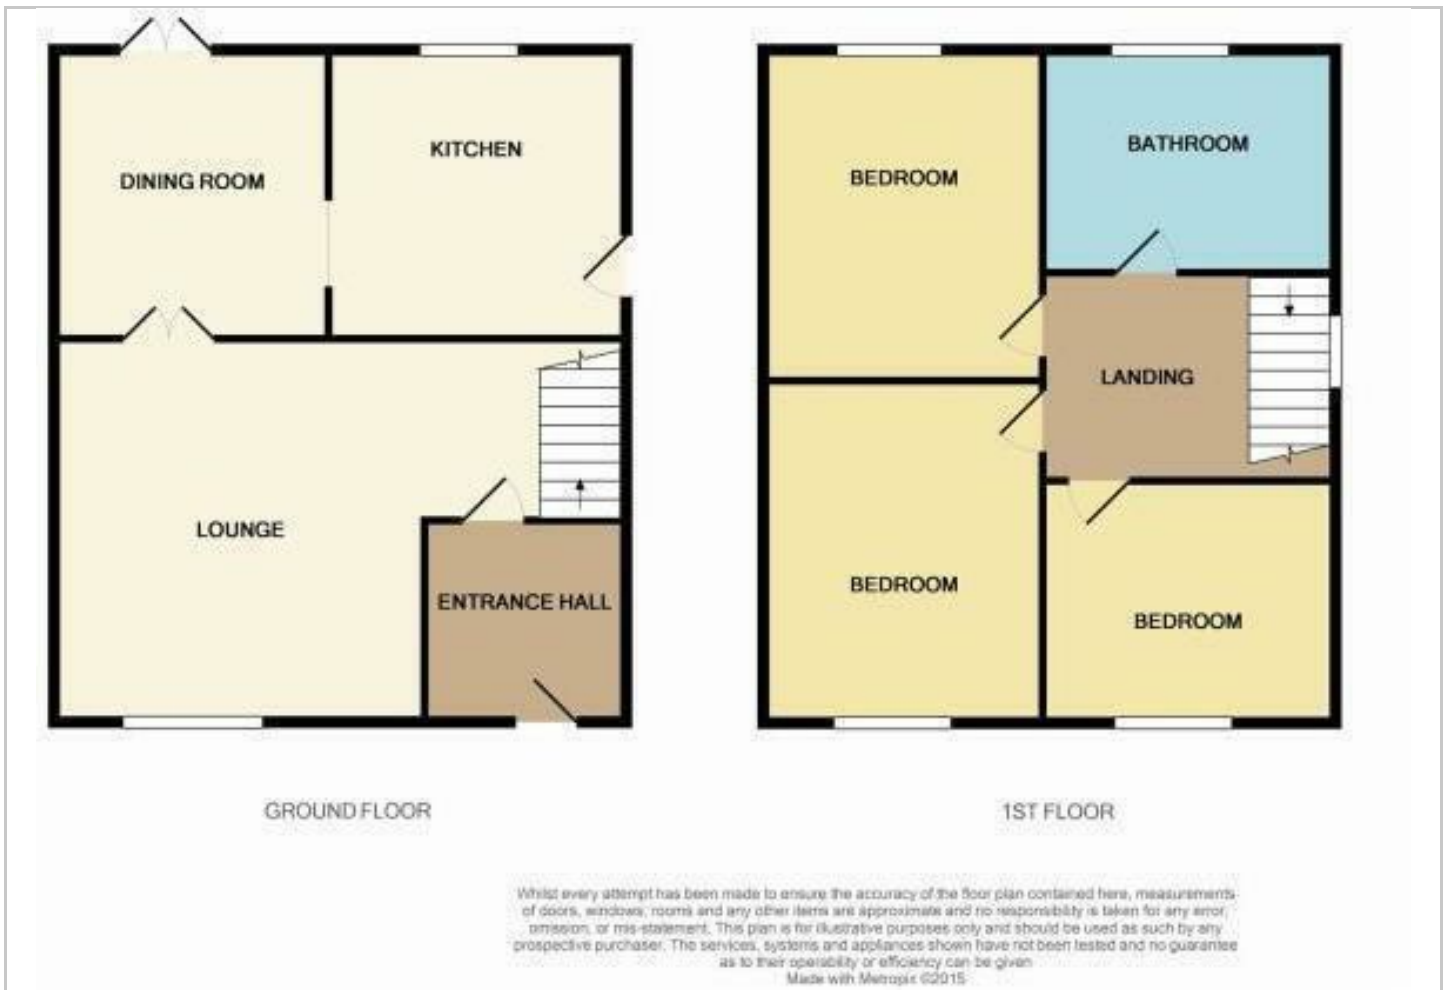 DINING ROOM
KITCHEN
LOUNGE
ENTRANCE HALL
GROUND FLOOR
BEDROOM
BATHROOM
LANDING
BEDROOM
BEDROOM
1ST FLOOR
Whilst every attempt has been made to ensure the accuracy of the floor plan contained here, measurements
of doors, windows, rooms and any other items are approximate and no responsibility is taken for any error,
omission, or mis-statement. This plan is for illustrative purposes only and should be used as such by any
prospective purchaser. The services, systems and appliances shown have not been tested and no guarantee
as to their operability or efficiency can be given
Made with Metropix ©2015